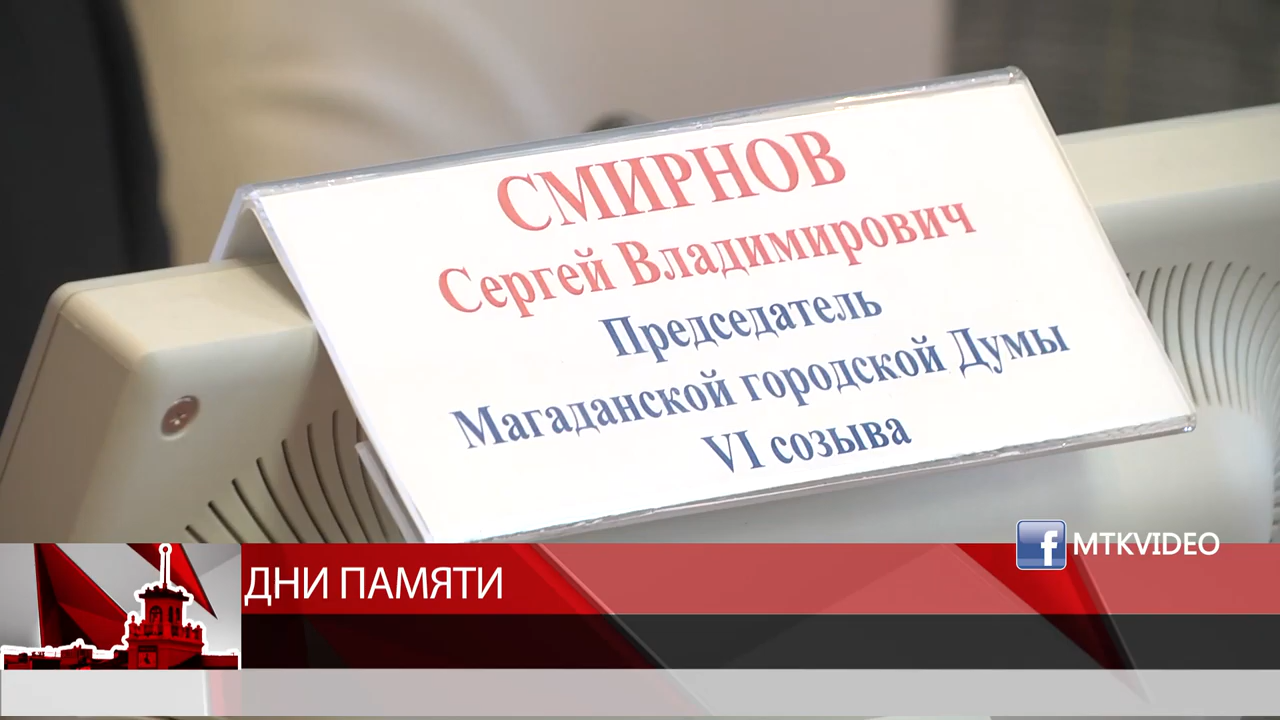 СМИРНОВ
Сергей Владимирович
Председатель
Магаданской городской Думы
VI созыва
f MTKVIDEO
ДНИ ПАМЯТИ